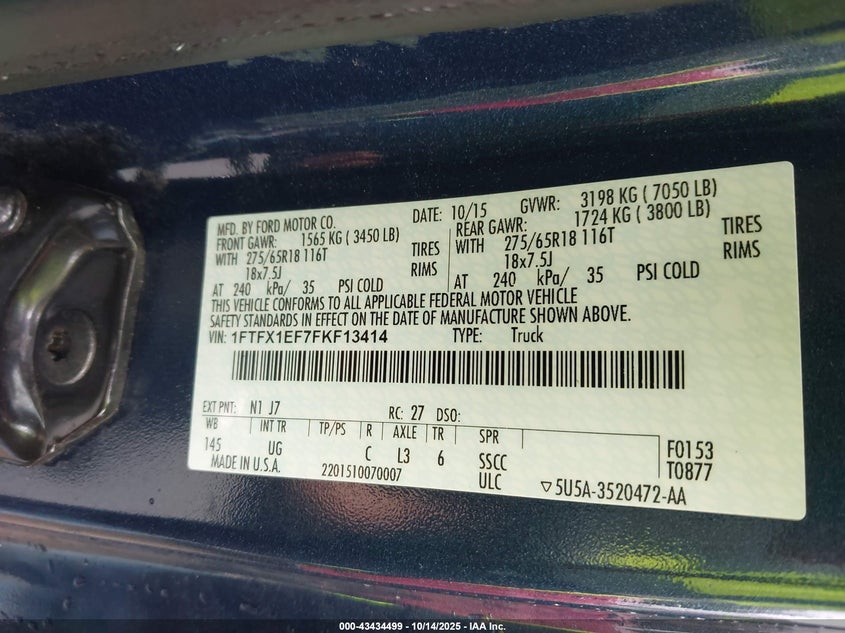 MFD. BY FORD MOTOR CO. DATE: 10/15 GVWR: 3198 KG ( 7050 LB)
FRONT GAWR: 1565 KG ( 3450 LB) REAR GAWR: 1724 KG ( 3800 LB)
WITH 275/65R18 116T TIRES WITH 275/65R18 116T TIRES
18x7.5J RIMS 18x7.5J RIMS
AT 240 kPa/ 35 PSI COLD AT 240 kPa/ 35 PSI COLD
THIS VEHICLE CONFORMS TO ALL APPLICABLE FEDERAL MOTOR VEHICLE
SAFETY STANDARDS IN EFFECT ON THE DATE OF MANUFACTURE SHOWN ABOVE.
VIN: 1FTFX1EF7FKF13414 TYPE: Truck
EXT PNT: N1 J7 RC: 27 DSO:
WB INT TR TP/PS R AXLE TR SPR F0153
145 UG C L3 6 SSCC T0877
MADE IN U.S.A. 2201510070007 ULC ▽5U5A-3520472-AA
000-43434499 - 10/14/2025 - IAA Inc.